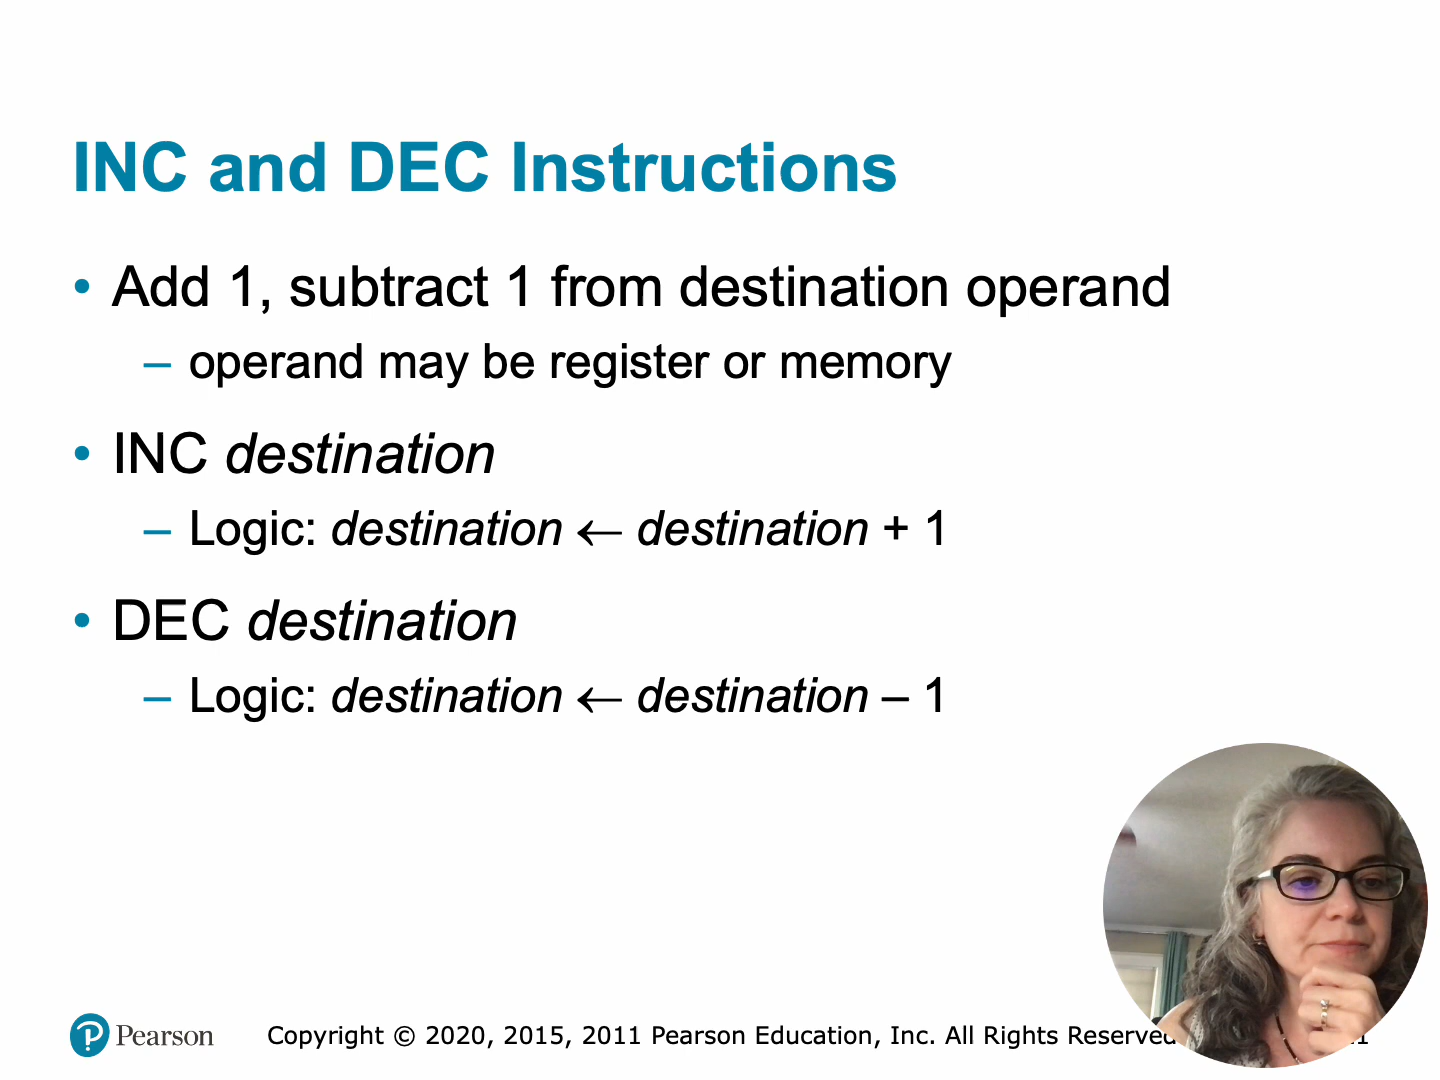 INC and DEC Instructions
• Add 1, subtract 1 from destination operand
– operand may be register or memory
• INC destination
– Logic: destination ← destination + 1
• DEC destination
– Logic: destination ← destination – 1
Pearson
Copyright © 2020, 2015, 2011 Pearson Education, Inc. All Rights Reserved